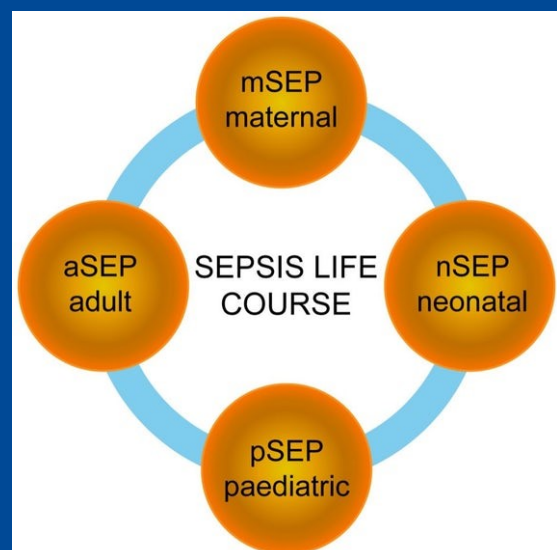 mSEP
maternal
aSEP
adult
SEPSIS LIFE
COURSE
nSEP
neonatal
pSEP
paediatric